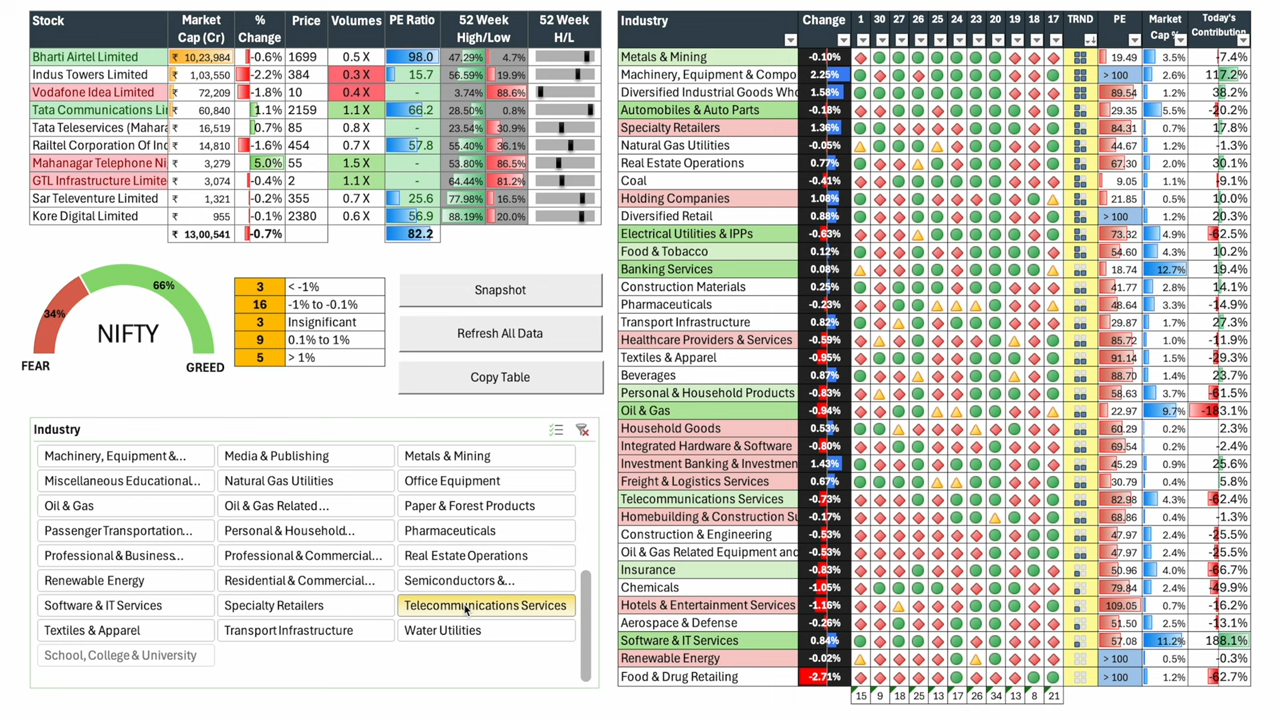 Stock Market Cap (Cr) % Change Price Volumes PE Ratio 52 Week High/Low 52 Week H/L
Bharti Airtel Limited ₹ 10,23,984 -0.6% 1699 0.5 X 98.0 47.29% 4.7%
Indus Towers Limited ₹ 1,03,550 -2.2% 384 0.3 X 15.7 56.59% 19.9%
Vodafone Idea Limited ₹ 72,209 -1.8% 10 0.4 X - 3.74% 88.6%
Tata Communications Li ₹ 60,840 1.1% 2159 1.1 X 66.2 28.50% 0.8%
Tata Teleservices (Mahara ₹ 16,519 0.7% 85 0.8 X - 23.54% 30.9%
Railtel Corporation Of Ind ₹ 14,810 -1.6% 454 0.7 X 57.8 55.40% 36.1%
Mahanagar Telephone Ni ₹ 3,279 5.0% 55 1.5 X - 53.80% 86.5%
GTL Infrastructure Limite ₹ 3,074 -0.4% 2 1.1 X - 64.44% 81.2%
Sar Televenture Limited ₹ 1,321 -0.2% 355 0.7 X 25.6 77.98% 16.5%
Kore Digital Limited ₹ 955 -0.1% 2380 0.6 X 56.9 88.19% 20.0%
₹ 13,00,541 -0.7% 82.2
34% 66%
NIFTY
FEAR GREED
3 < -1%
16 -1% to -0.1%
3 Insignificant
9 0.1% to 1%
5 > 1%
Snapshot
Refresh All Data
Copy Table
Industry
Machinery, Equipment &... Media & Publishing Metals & Mining
Miscellaneous Educational... Natural Gas Utilities Office Equipment
Oil & Gas Oil & Gas Related... Paper & Forest Products
Passenger Transportation... Personal & Household... Pharmaceuticals
Professional & Business... Professional & Commercial... Real Estate Operations
Renewable Energy Residential & Commercial... Semiconductors &...
Software & IT Services Specialty Retailers Telecommunications Services
Textiles & Apparel Transport Infrastructure Water Utilities
School, College & University
Industry Change 1 30 27 26 25 24 23 20 19 18 17 TRND PE Market Cap % Today's Contribution
Metals & Mining -0.10% 19.49 3.5% -7.4%
Machinery, Equipment & Compo 2.25% > 100 2.6% 117.2%
Diversified Industrial Goods Who 1.58% 89.54 1.2% 38.2%
Automobiles & Auto Parts -0.18% 29.35 5.5% -20.2%
Specialty Retailers 1.36% 84.31 0.7% 17.8%
Natural Gas Utilities -0.05% 44.67 1.2% -1.3%
Real Estate Operations 0.77% 67.30 2.0% 30.1%
Coal -0.41% 9.05 1.1% -9.1%
Holding Companies 1.08% 21.85 0.5% 10.0%
Diversified Retail 0.88% > 100 1.2% 20.3%
Electrical Utilities & IPPs -0.63% 73.32 4.9% -62.5%
Food & Tobacco 0.12% 54.60 4.3% 10.2%
Banking Services 0.08% 18.74 12.7% 19.4%
Construction Materials 0.25% 41.77 2.8% 14.1%
Pharmaceuticals -0.23% 48.64 3.3% -14.9%
Transport Infrastructure 0.82% 29.87 1.7% 27.3%
Healthcare Providers & Services -0.59% 85.72 1.0% -11.9%
Textiles & Apparel -0.95% 91.14 1.5% -29.3%
Beverages 0.87% 88.70 1.4% 23.7%
Personal & Household Products -0.83% 58.63 3.7% -61.5%
Oil & Gas -0.94% 22.97 9.7% -183.1%
Household Goods 0.53% 60.29 0.2% 2.3%
Integrated Hardware & Software -0.80% 69.54 0.2% -2.4%
Investment Banking & Investmen 1.43% 45.29 0.9% 25.6%
Freight & Logistics Services 0.67% 30.79 0.4% 5.8%
Telecommunications Services -0.73% 82.98 4.3% -62.4%
Homebuilding & Construction Su -0.17% 68.86 0.4% -1.3%
Construction & Engineering -0.53% 47.97 2.4% -25.5%
Oil & Gas Related Equipment and -0.53% 47.97 2.4% -25.5%
Insurance -0.83% 50.96 4.0% -66.7%
Chemicals -1.05% 79.84 2.4% -49.9%
Hotels & Entertainment Services -1.16% 109.05 0.7% -16.2%
Aerospace & Defense -0.26% 51.50 2.5% -13.1%
Software & IT Services 0.84% 57.08 11.2% 188.1%
Renewable Energy -0.02% > 100 0.5% -0.3%
Food & Drug Retailing -2.71% > 100 1.2% -62.7%
15 9 18 25 13 17 26 34 13 8 21